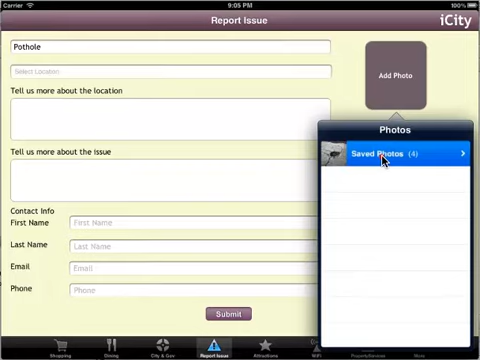 Carrier
9:05 PM
100%
Report Issue
iCity
Pothole
Select Location
Add Photo
Tell us more about the location
Photos
Saved Photos (4)
Tell us more about the issue
Contact Info
First Name
First Name
Last Name
Last Name
Email
Email
Phone
Phone
Submit
Shopping
Dining
City & Gov
Report Issue
Attractions
WiFi
More